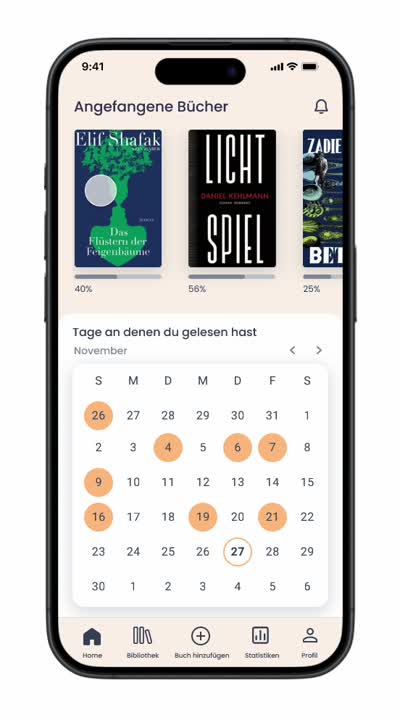 9:41
Angefangene Bücher
Elif Shafak
ROMAN
Das
Flüstern der
Feigenbäume
LICHT
DANIEL KEHLMANN
SPIEL
ZADIE
40%
56%
25%
Tage an denen du gelesen hast
November
S M D M D F S
26 27 28 29 30 31 1
2 3 4 5 6 7 8
9 10 11 12 13 14 15
16 17 18 19 20 21 22
23 24 25 26 27 28 29
30 1 2 3 4 5 6
Home Bibliothek Buch hinzufügen Statistiken Profil